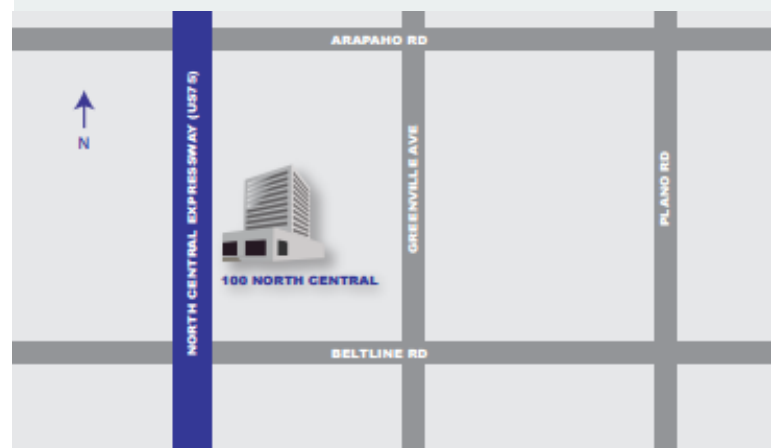 ARAPAHO RD
NORTH CENTRAL EXPRESSWAY (US75)
N
GREENVILLE AVE
PLANO RD
100 NORTH CENTRAL
BELTLINE RD